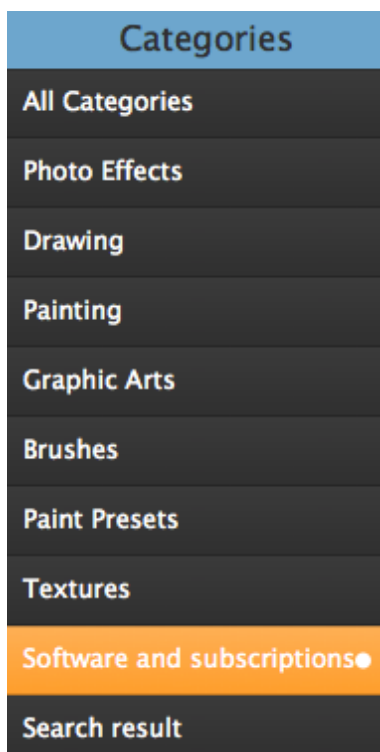 Categories
All Categories
Photo Effects
Drawing
Painting
Graphic Arts
Brushes
Paint Presets
Textures
Software and subscriptions
Search result